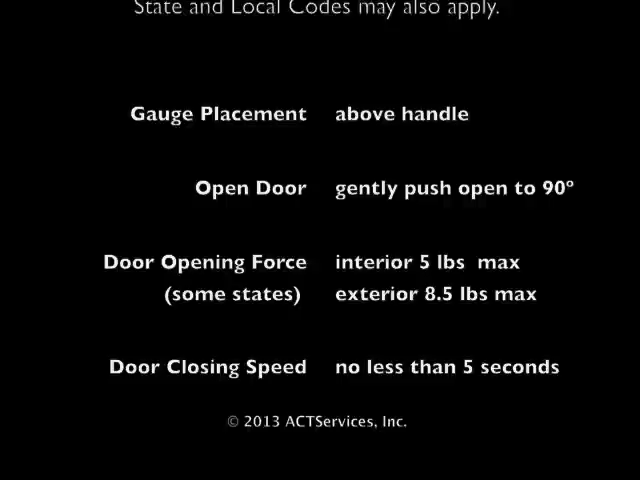 State and Local Codes may also apply.
Gauge Placement above handle
Open Door gently push open to 90°
Door Opening Force interior 5 lbs max
(some states) exterior 8.5 lbs max
Door Closing Speed no less than 5 seconds
© 2013 ACTServices, Inc.